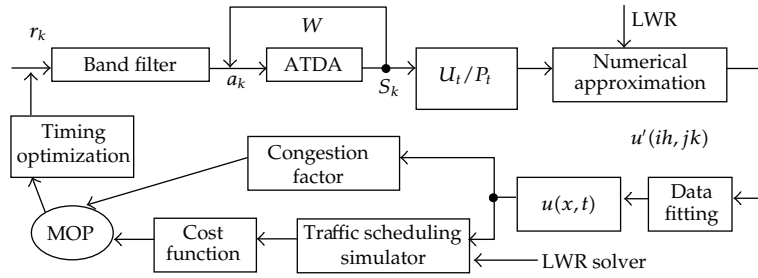 W
LWR
r_k
Band filter
a_k
ATDA
S_k
U_t/P_t
Numerical
approximation
Timing
optimization
Congestion
factor
u′(ih, jk)
u(x, t)
Data
fitting
MOP
Cost
function
Traffic scheduling
simulator
LWR solver